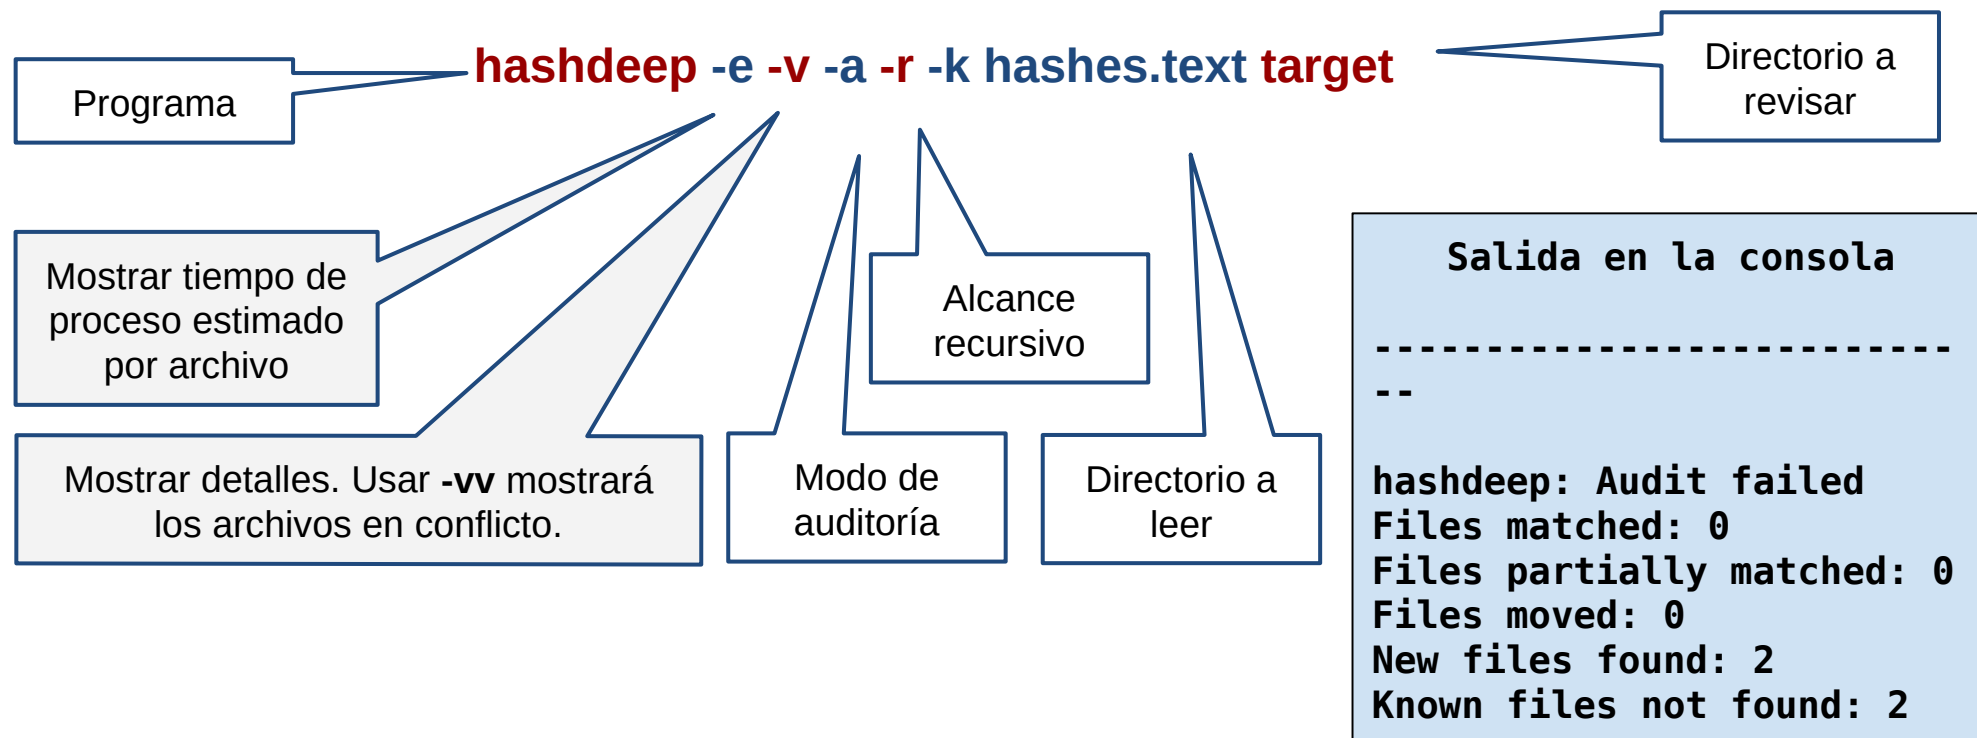 hashdeep -e -v -a -r -k hashes.text target
Programa
Directorio a
revisar
Mostrar tiempo de
proceso estimado
por archivo
Alcance
recursivo
Mostrar detalles. Usar -vv mostrará
los archivos en conflicto.
Modo de
auditoría
Directorio a
leer
Salida en la consola
--------------------------
--
hashdeep: Audit failed
Files matched: 0
Files partially matched: 0
Files moved: 0
New files found: 2
Known files not found: 2